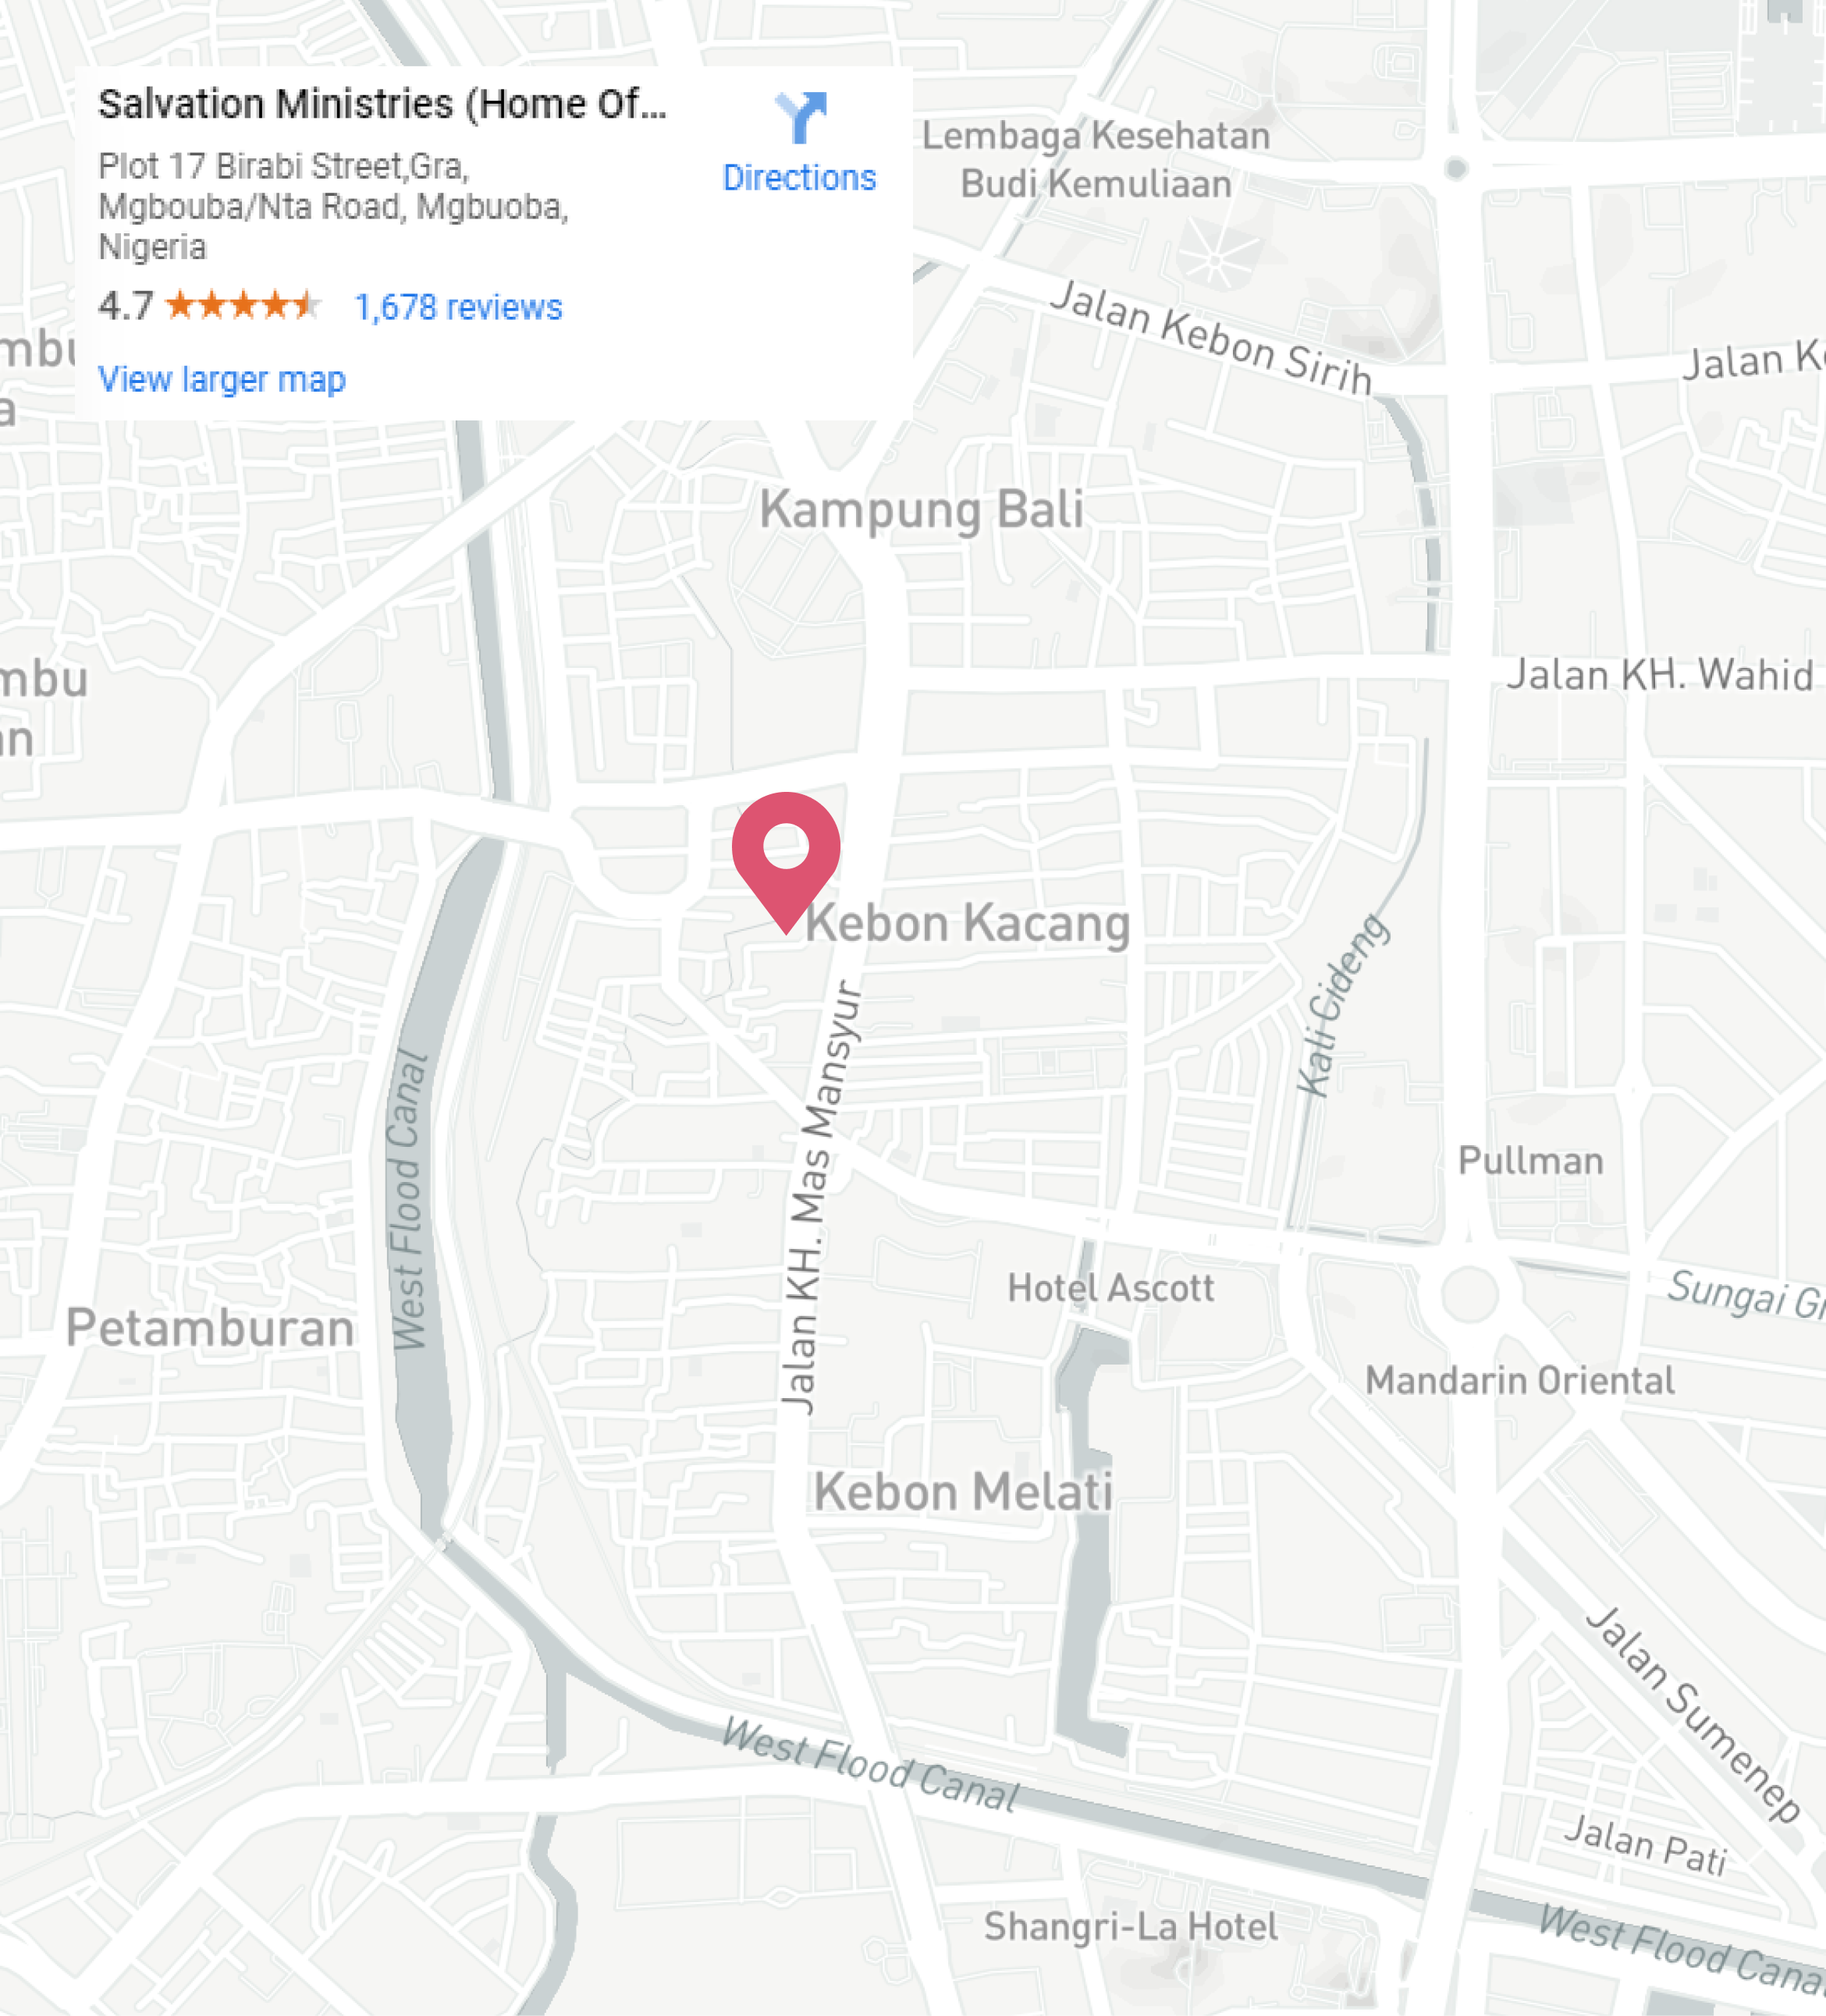 Salvation Ministries (Home Of...
Plot 17 Birabi Street,Gra,
Mgbouba/Nta Road, Mgbuoba,
Nigeria
4.7 1,678 reviews
View larger map
Directions
Lembaga Kesehatan
Budi Kemuliaan
Jalan Kebon Sirih
Jalan K
mbu
a
Kampung Bali
mbu
an
Jalan KH. Wahid
Kebon Kacang
Kali Cideng
Jalan KH. Mas Mansyur
West Flood Canal
Pullman
Hotel Ascott
Sungai G
Petamburan
Mandarin Oriental
Kebon Melati
Jalan Sumenep
West Flood Canal
Jalan Pati
Shangri-La Hotel
West Flood Cana